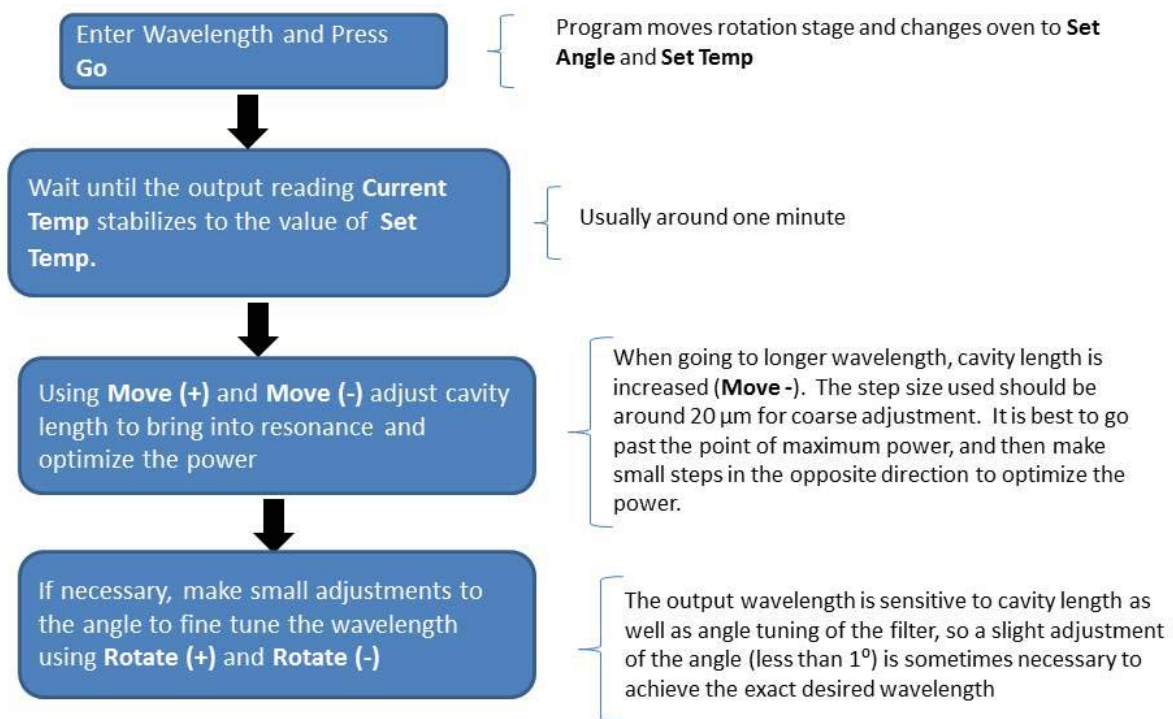 Enter Wavelength and Press
Go
Program moves rotation stage and changes oven to Set
Angle and Set Temp
Wait until the output reading Current
Temp stabilizes to the value of Set
Temp.
Usually around one minute
Using Move (+) and Move (-) adjust cavity
length to bring into resonance and
optimize the power
When going to longer wavelength, cavity length is
increased (Move -). The step size used should be
around 20 µm for coarse adjustment. It is best to go
past the point of maximum power, and then make
small steps in the opposite direction to optimize the
power.
If necessary, make small adjustments to
the angle to fine tune the wavelength
using Rotate (+) and Rotate (-)
The output wavelength is sensitive to cavity length as
well as angle tuning of the filter, so a slight adjustment
of the angle (less than 1º) is sometimes necessary to
achieve the exact desired wavelength